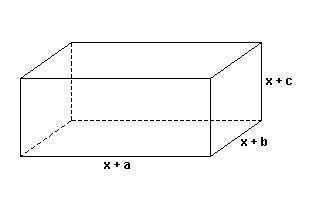 x + c
x + b
x + a